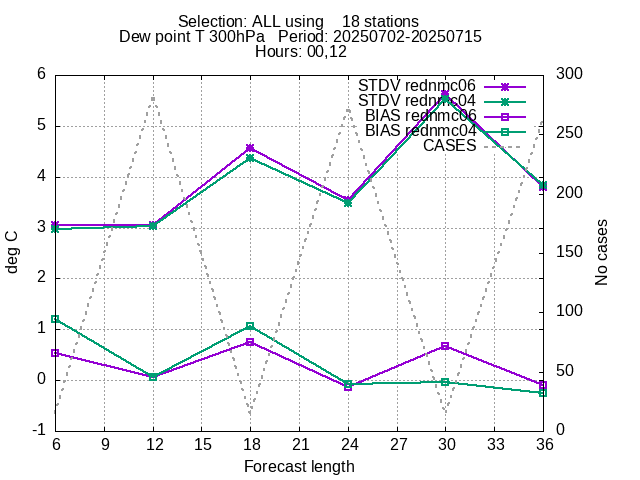 Selection: ALL using 18 stations
Dew point T 300hPa Period: 20250702-20250715
Hours: 00,12
STDV rednmc06
STDV rednmc04
BIAS rednmc06
BIAS rednmc04
CASES
6
5
4
3
2
1
0
-1
deg C
300
250
200
150
100
50
0
No cases
6 9 12 15 18 21 24 27 30 33 36
Forecast length